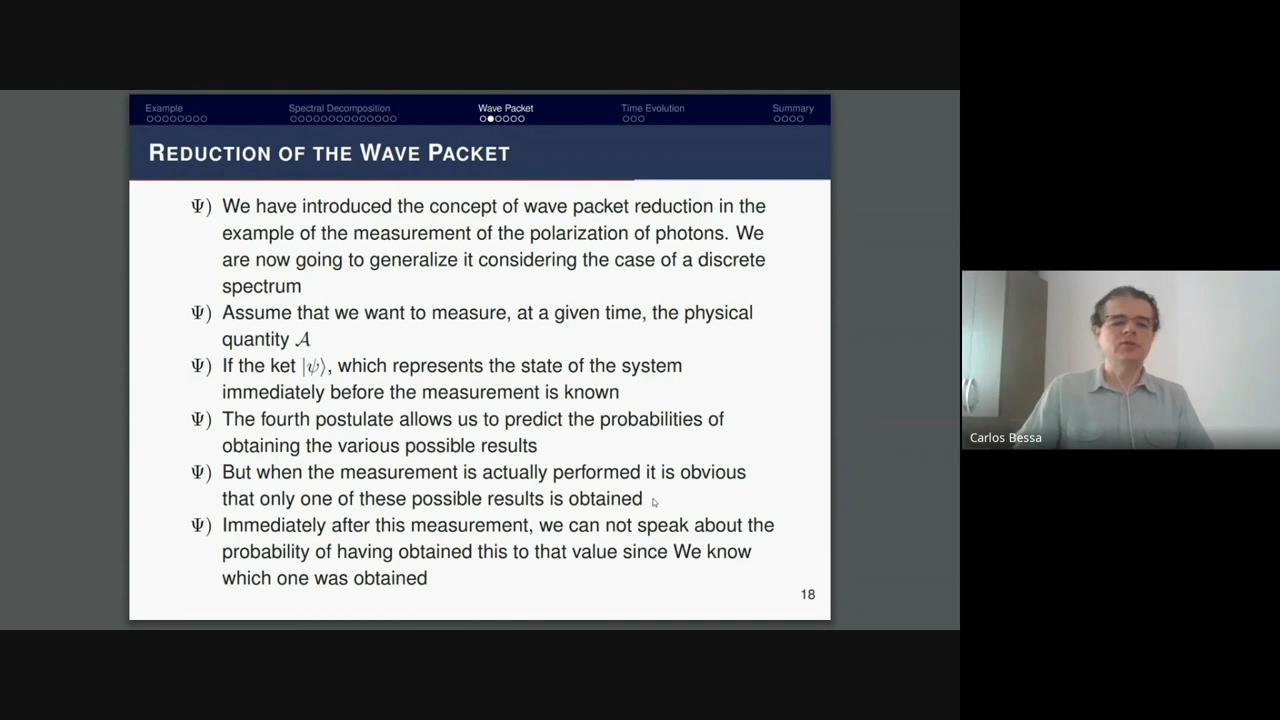 Example Spectral Decomposition Wave Packet Time Evolution Summary
REDUCTION OF THE WAVE PACKET
Ψ) We have introduced the concept of wave packet reduction in the
example of the measurement of the polarization of photons. We
are now going to generalize it considering the case of a discrete
spectrum
Ψ) Assume that we want to measure, at a given time, the physical
quantity 𝒜
Ψ) If the ket |ψ⟩, which represents the state of the system
immediately before the measurement is known
Ψ) The fourth postulate allows us to predict the probabilities of
obtaining the various possible results
Ψ) But when the measurement is actually performed it is obvious
that only one of these possible results is obtained
Ψ) Immediately after this measurement, we can not speak about the
probability of having obtained this to that value since We know
which one was obtained
18
Carlos Bessa